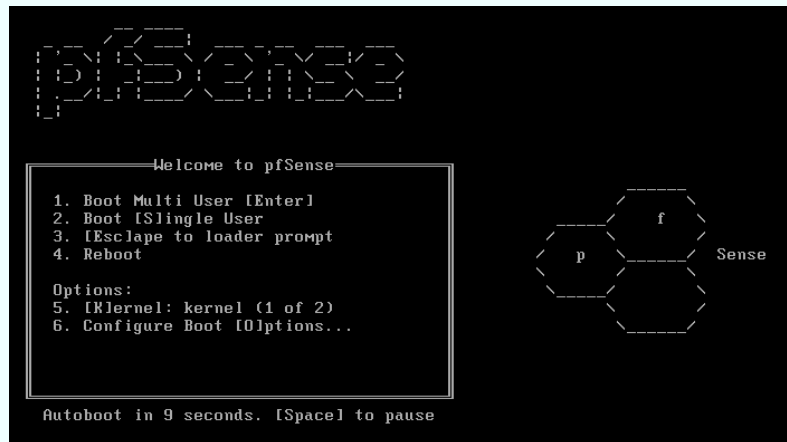 pfSense
Welcome to pfSense
1. Boot Multi User [Enter]
2. Boot [S]ingle User
3. [Esc]ape to loader prompt
4. Reboot
Options:
5. [K]ernel: kernel (1 of 2)
6. Configure Boot [O]ptions...
f
p
Sense
Autoboot in 9 seconds. [Space] to pause